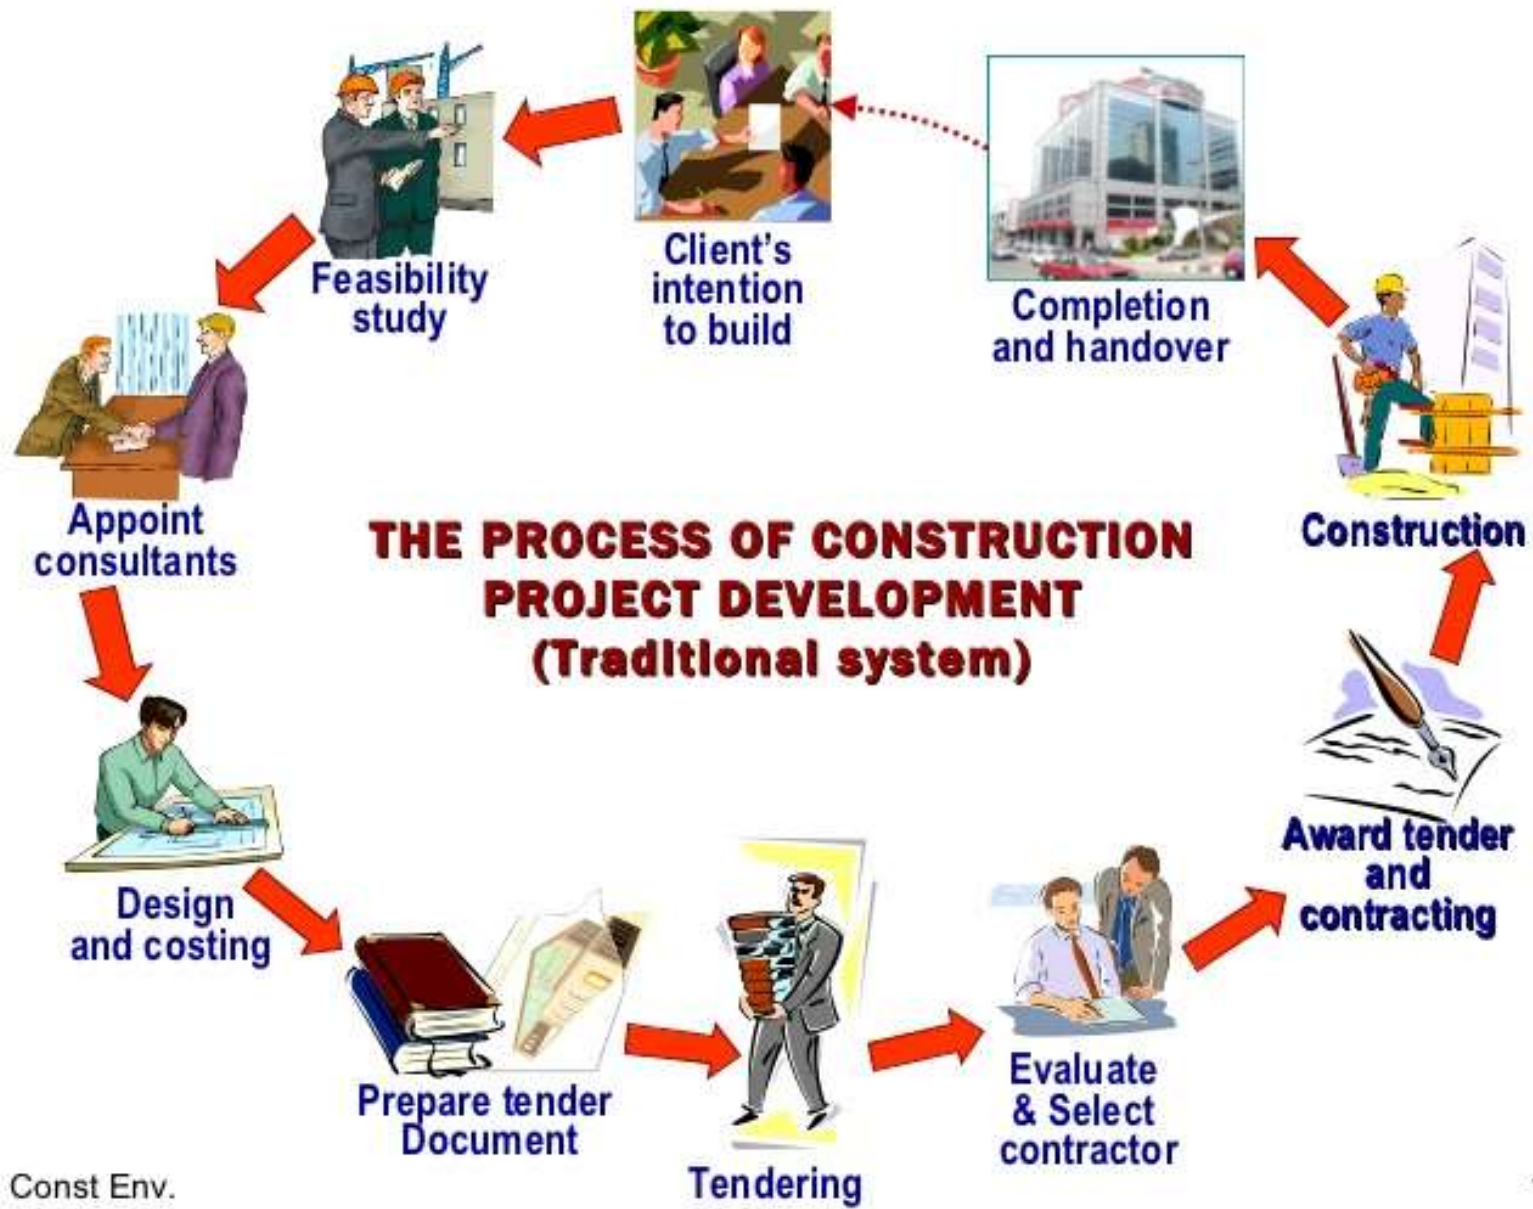 Client's
intention
to build
Feasibility
study
Appoint
consultants
Design
and costing
Prepare tender
Document
Tendering
Evaluate
& Select
contractor
Award tender
and
contracting
Construction
Completion
and handover
THE PROCESS OF CONSTRUCTION
PROJECT DEVELOPMENT
(Traditional system)
Const Env.